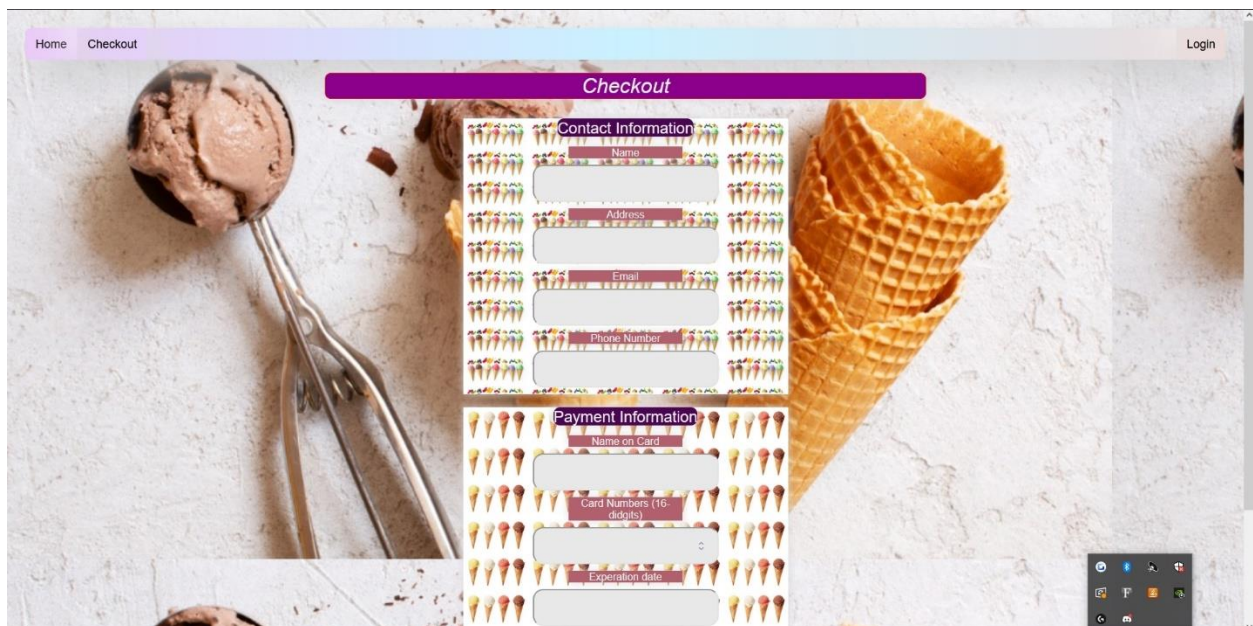 Home Checkout Login
Checkout
Contact Information
Name
Address
Email
Phone Number
Payment Information
Name on Card
Card Numbers (16-
didgits)
Experation date